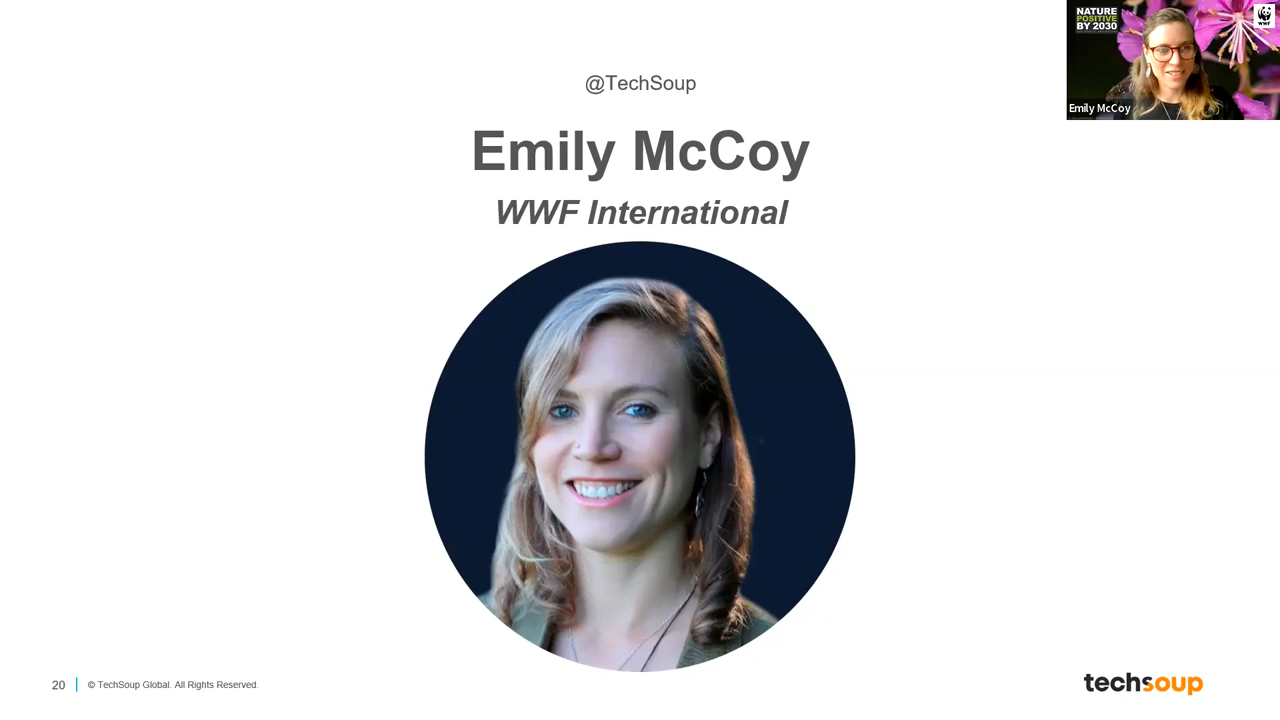 @TechSoup
Emily McCoy
WWF International
NATURE
POSITIVE
BY 2030
WWF
Emily McCoy
20
© TechSoup Global. All Rights Reserved.
techsoup